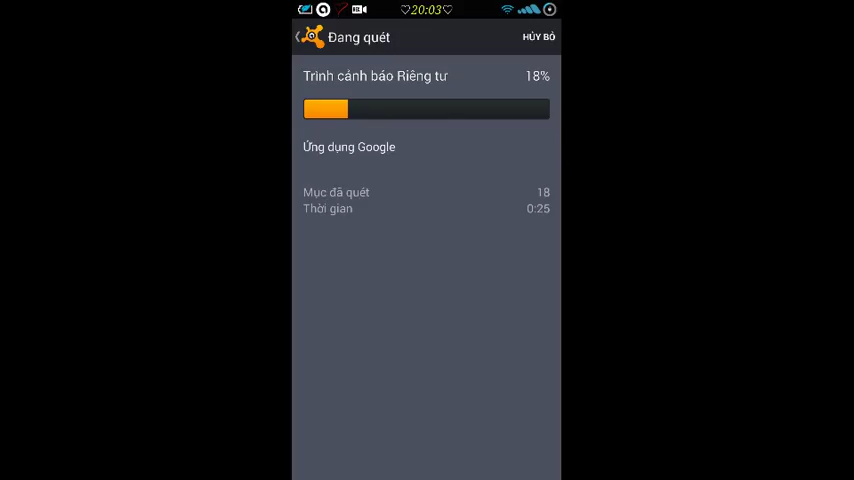 ♡20:03♡
Đang quét
HỦY BỎ
Trình cảnh báo Riêng tư 18%
Ứng dụng Google
Mục đã quét 18
Thời gian 0:25